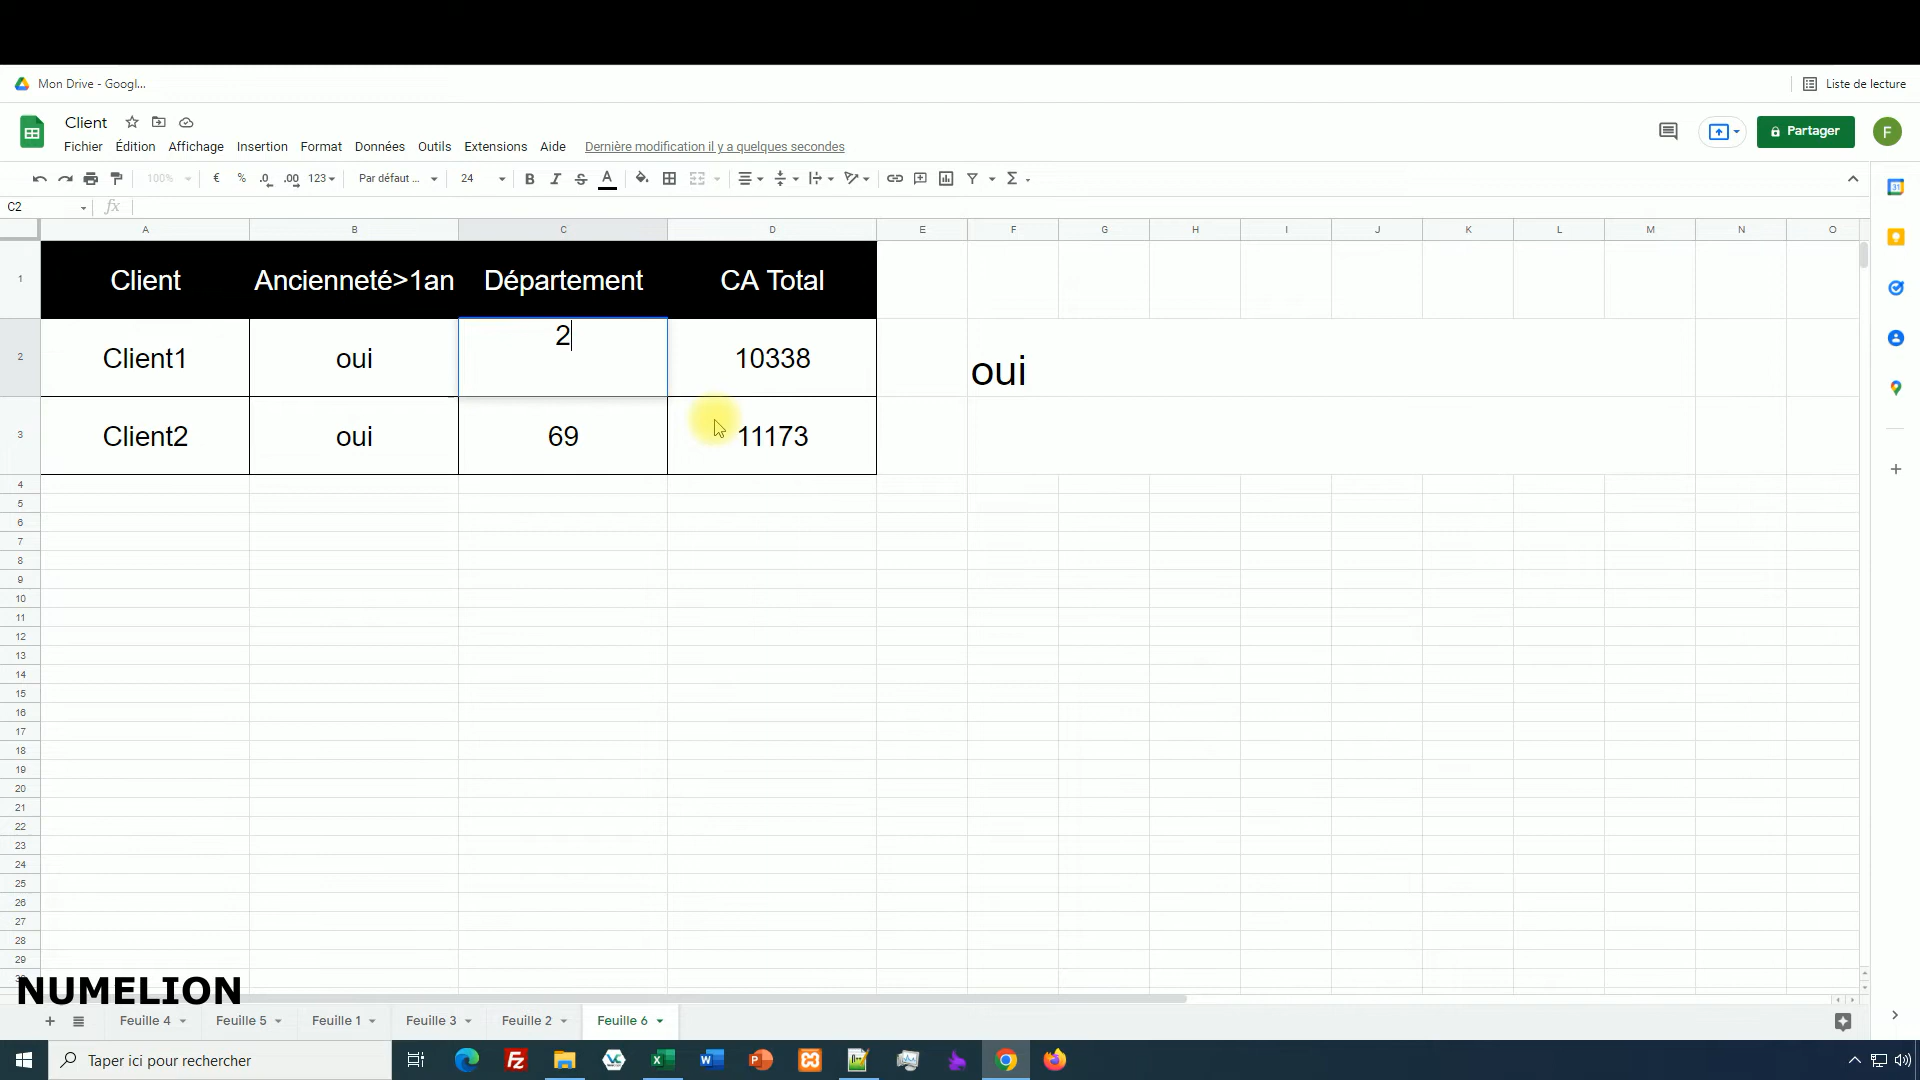 Mon Drive - Googl...
Liste de lecture
Client
Fichier Édition Affichage Insertion Format Données Outils Extensions Aide Dernière modification il y a quelques secondes
Partager
F
100% € % .0 .00 123 Par défaut ... 24 B I S A Σ
C2 fx
A B C D E F G H I J K L M N O
1 Client Ancienneté>1an Département CA Total
2 Client1 oui 2 10338 oui
3 Client2 oui 69 11173
4
5
6
7
8
9
10
11
12
13
14
15
16
17
18
19
20
21
22
23
24
25
26
27
28
29
NUMELION
Feuille 4 Feuille 5 Feuille 1 Feuille 3 Feuille 2 Feuille 6
Taper ici pour rechercher